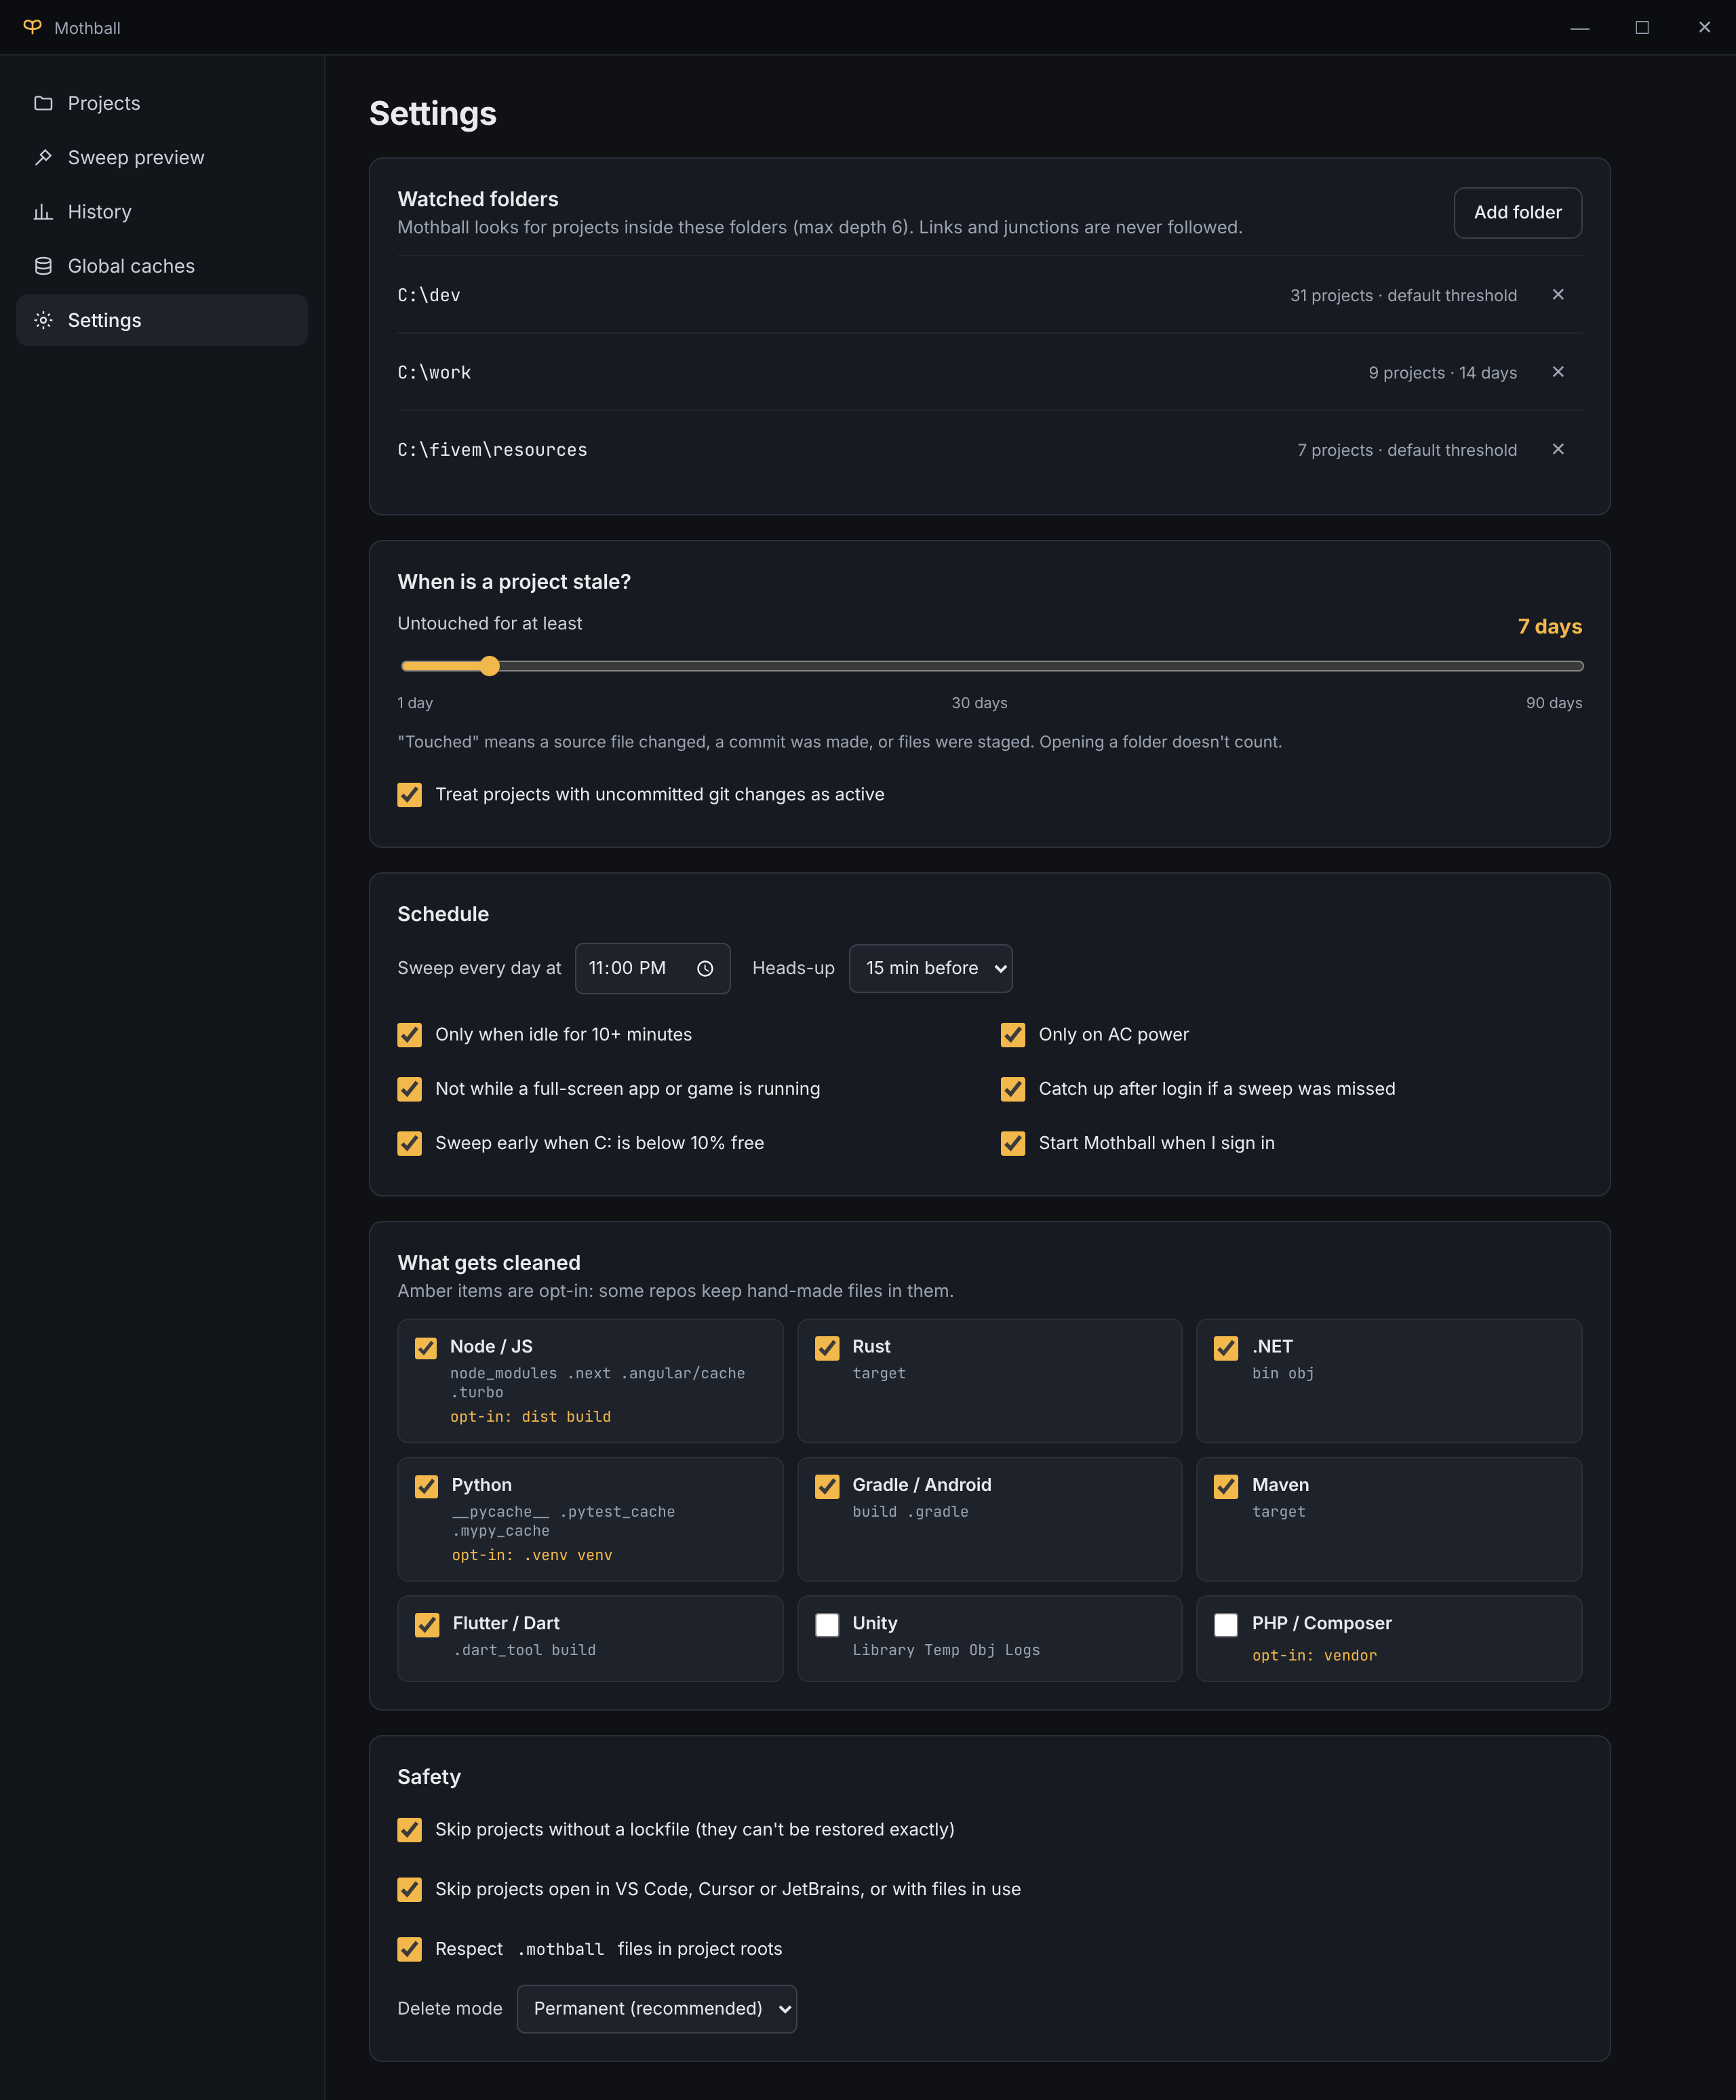 Mothball
Projects
Sweep preview
History
Global caches
Settings
Settings
Watched folders
Mothball looks for projects inside these folders (max depth 6). Links and junctions are never followed.
Add folder
C:\dev
31 projects · default threshold
C:\work
9 projects · 14 days
C:\fivem\resources
7 projects · default threshold
When is a project stale?
Untouched for at least
7 days
1 day
30 days
90 days
"Touched" means a source file changed, a commit was made, or files were staged. Opening a folder doesn't count.
Treat projects with uncommitted git changes as active
Schedule
Sweep every day at
11:00 PM
Heads-up
15 min before
Only when idle for 10+ minutes
Only on AC power
Not while a full-screen app or game is running
Catch up after login if a sweep was missed
Sweep early when C: is below 10% free
Start Mothball when I sign in
What gets cleaned
Amber items are opt-in: some repos keep hand-made files in them.
Node / JS
node_modules .next .angular/cache
.turbo
opt-in: dist build
Rust
target
.NET
bin obj
Python
__pycache__ .pytest_cache
.mypy_cache
opt-in: .venv venv
Gradle / Android
build .gradle
Maven
target
Flutter / Dart
.dart_tool build
Unity
Library Temp Obj Logs
PHP / Composer
opt-in: vendor
Safety
Skip projects without a lockfile (they can't be restored exactly)
Skip projects open in VS Code, Cursor or JetBrains, or with files in use
Respect .mothball files in project roots
Delete mode
Permanent (recommended)